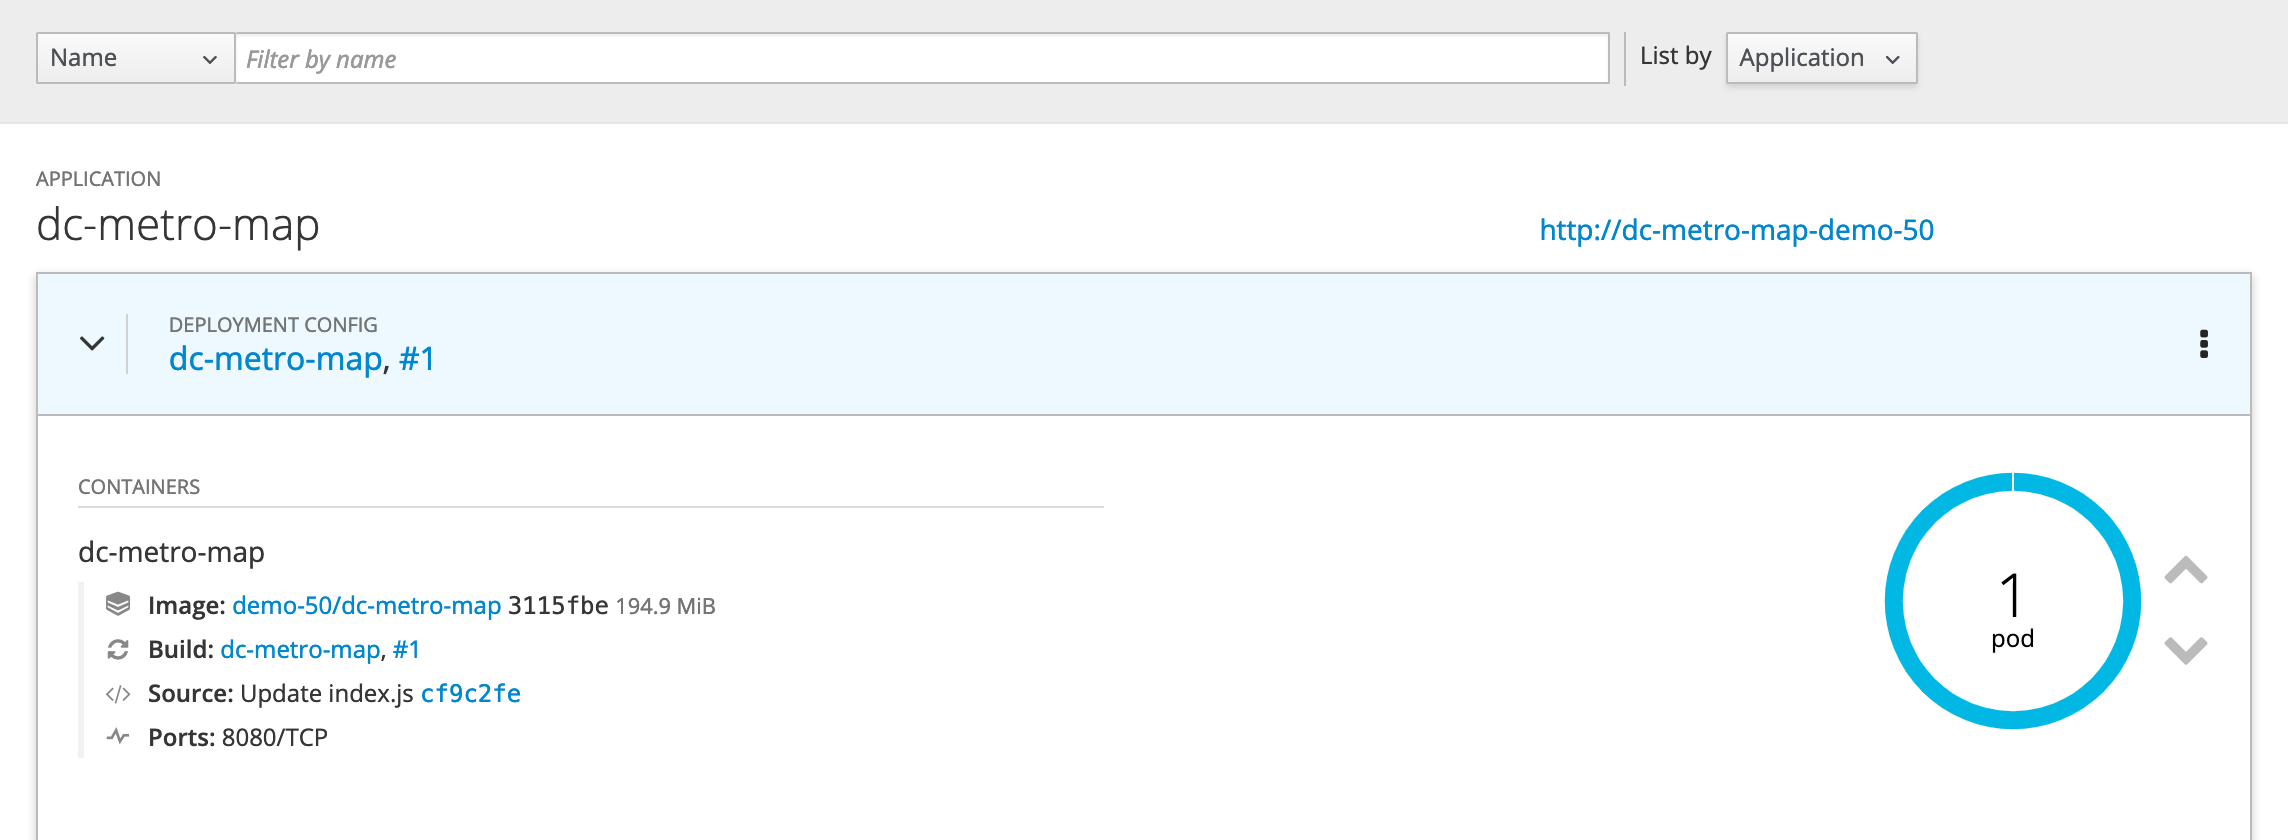 Name Filter by name List by Application
APPLICATION
dc-metro-map http://dc-metro-map-demo-50
DEPLOYMENT CONFIG
dc-metro-map, #1
CONTAINERS
dc-metro-map
Image: demo-50/dc-metro-map 3115fbe 194.9 MiB
Build: dc-metro-map, #1
Source: Update index.js cf9c2fe
Ports: 8080/TCP
1
pod